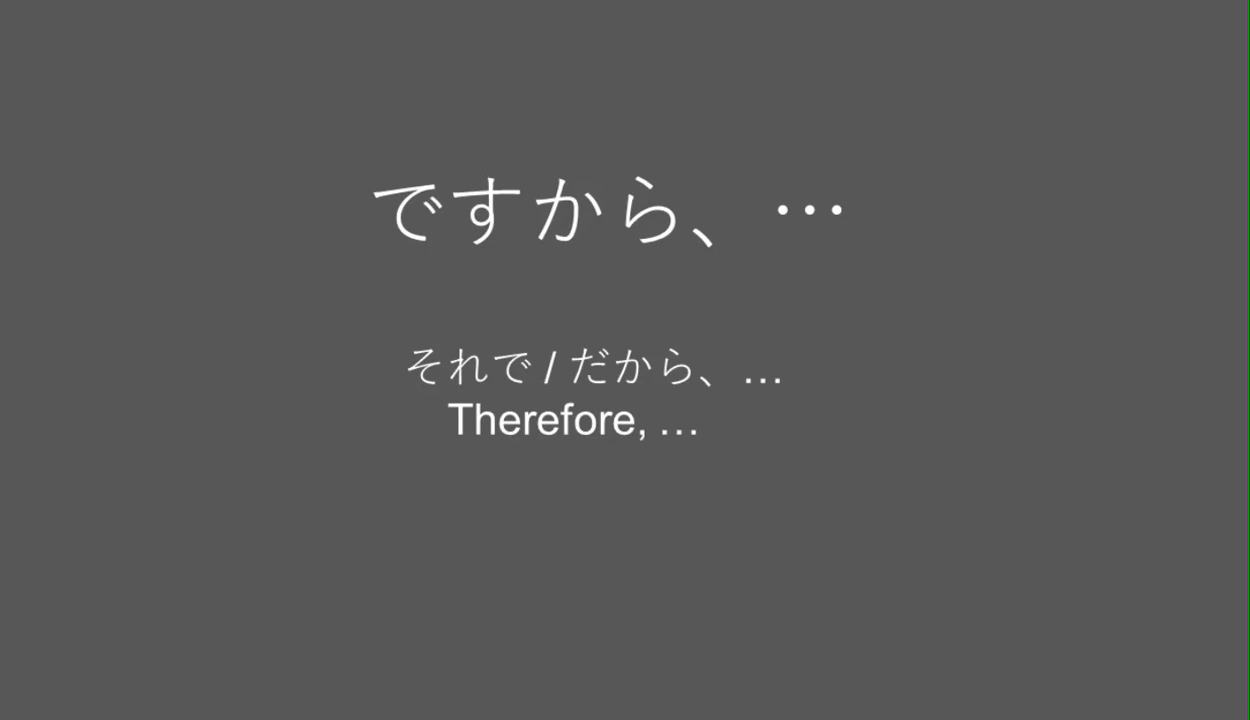 ですから、…
それで / だから、…
Therefore, …